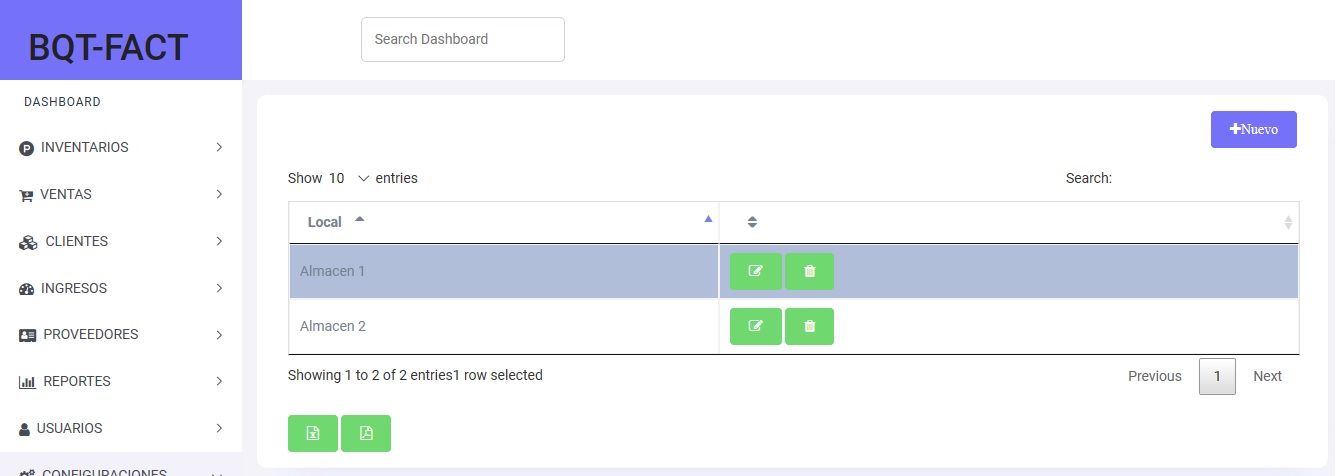 BQT-FACT
Search Dashboard
DASHBOARD
INVENTARIOS
VENTAS
CLIENTES
INGRESOS
PROVEEDORES
REPORTES
USUARIOS
CONFIGURACIONES
Nuevo
Show 10 entries
Search:
Local
Almacen 1
Almacen 2
Showing 1 to 2 of 2 entries1 row selected
Previous 1 Next